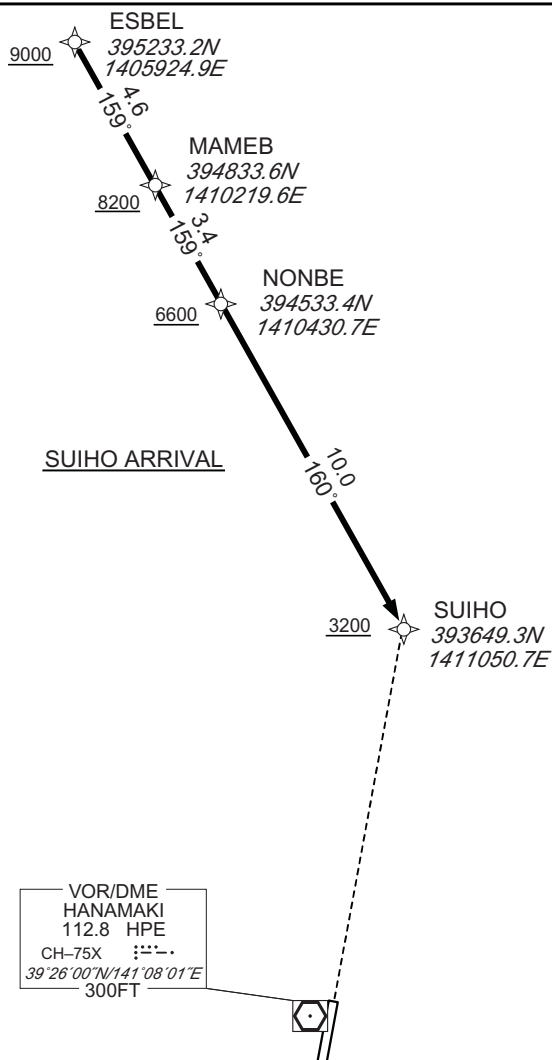 ESBEL
9000
395233.2N
1405924.9E
4.6
159°
MAMEB
394833.6N
8200
1410219.6E
3.4
159°
NONBE
6600
394533.4N
1410430.7E
SUIHO ARRIVAL
10.0
160°
SUIHO
3200
393649.3N
1411050.7E
VOR/DME
HANAMAKI
112.8 HPE
CH–75X
39°26'00"N/141°08'01"E
300FT